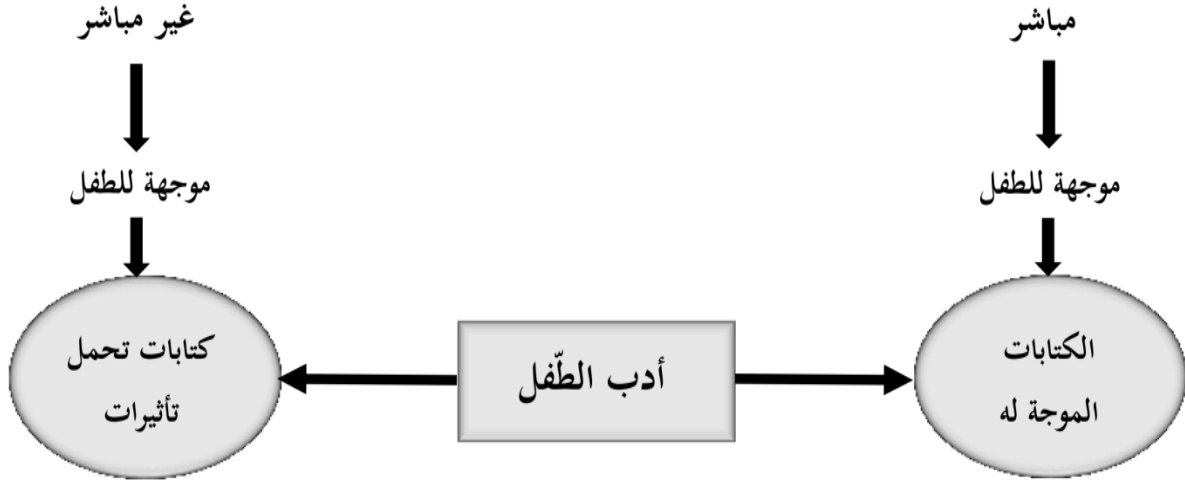 مباشر
غير مباشر
موجهة للطفل
موجهة للطفل
الكتابات
الموجة له
أدب الطّفل
كتابات تحمل
تأثيرات